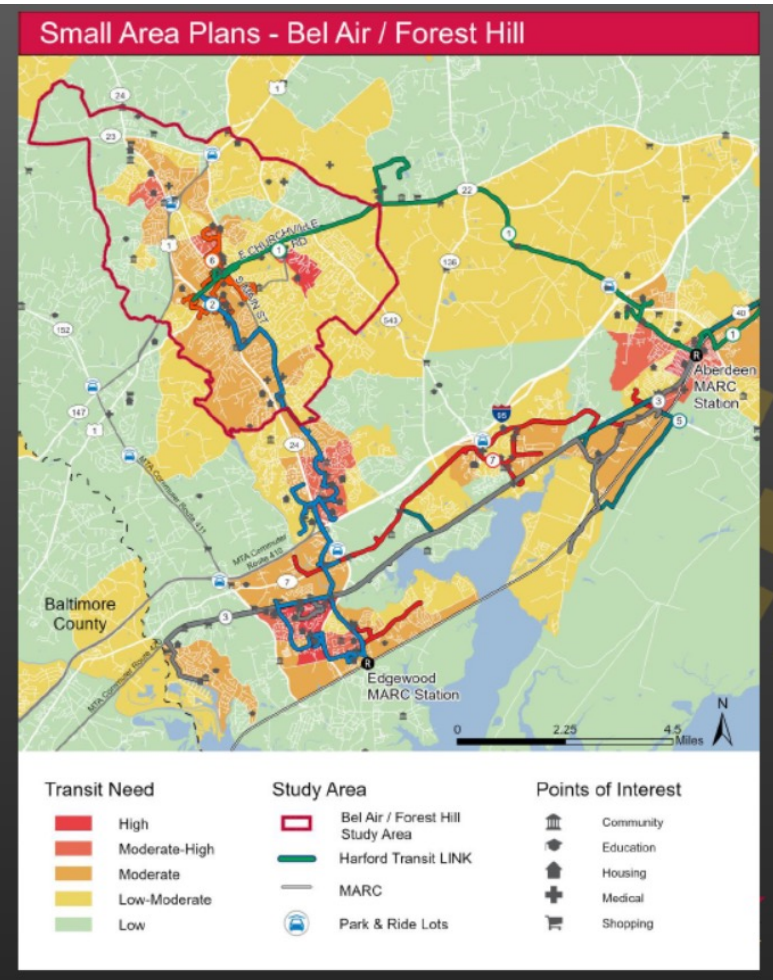 Small Area Plans - Bel Air / Forest Hill
24
1
23
22
E CHURCHVILLE
RD
1
1
1
6
S MAIN ST
136
2
543
40
1
152
R
Aberdeen
MARC
Station
147
1
3
5
95
24
7
MTA Commuter Route 411
MTA Commuter
Route 410
7
Baltimore
County
3
MTA Commuter Route
R
Edgewood
MARC Station
N
0
2.25
4.5
Miles
Transit Need
High
Moderate-High
Moderate
Low-Moderate
Low
Study Area
Bel Air / Forest Hill
Study Area
Harford Transit LINK
MARC
Park & Ride Lots
Points of Interest
Community
Education
Housing
Medical
Shopping